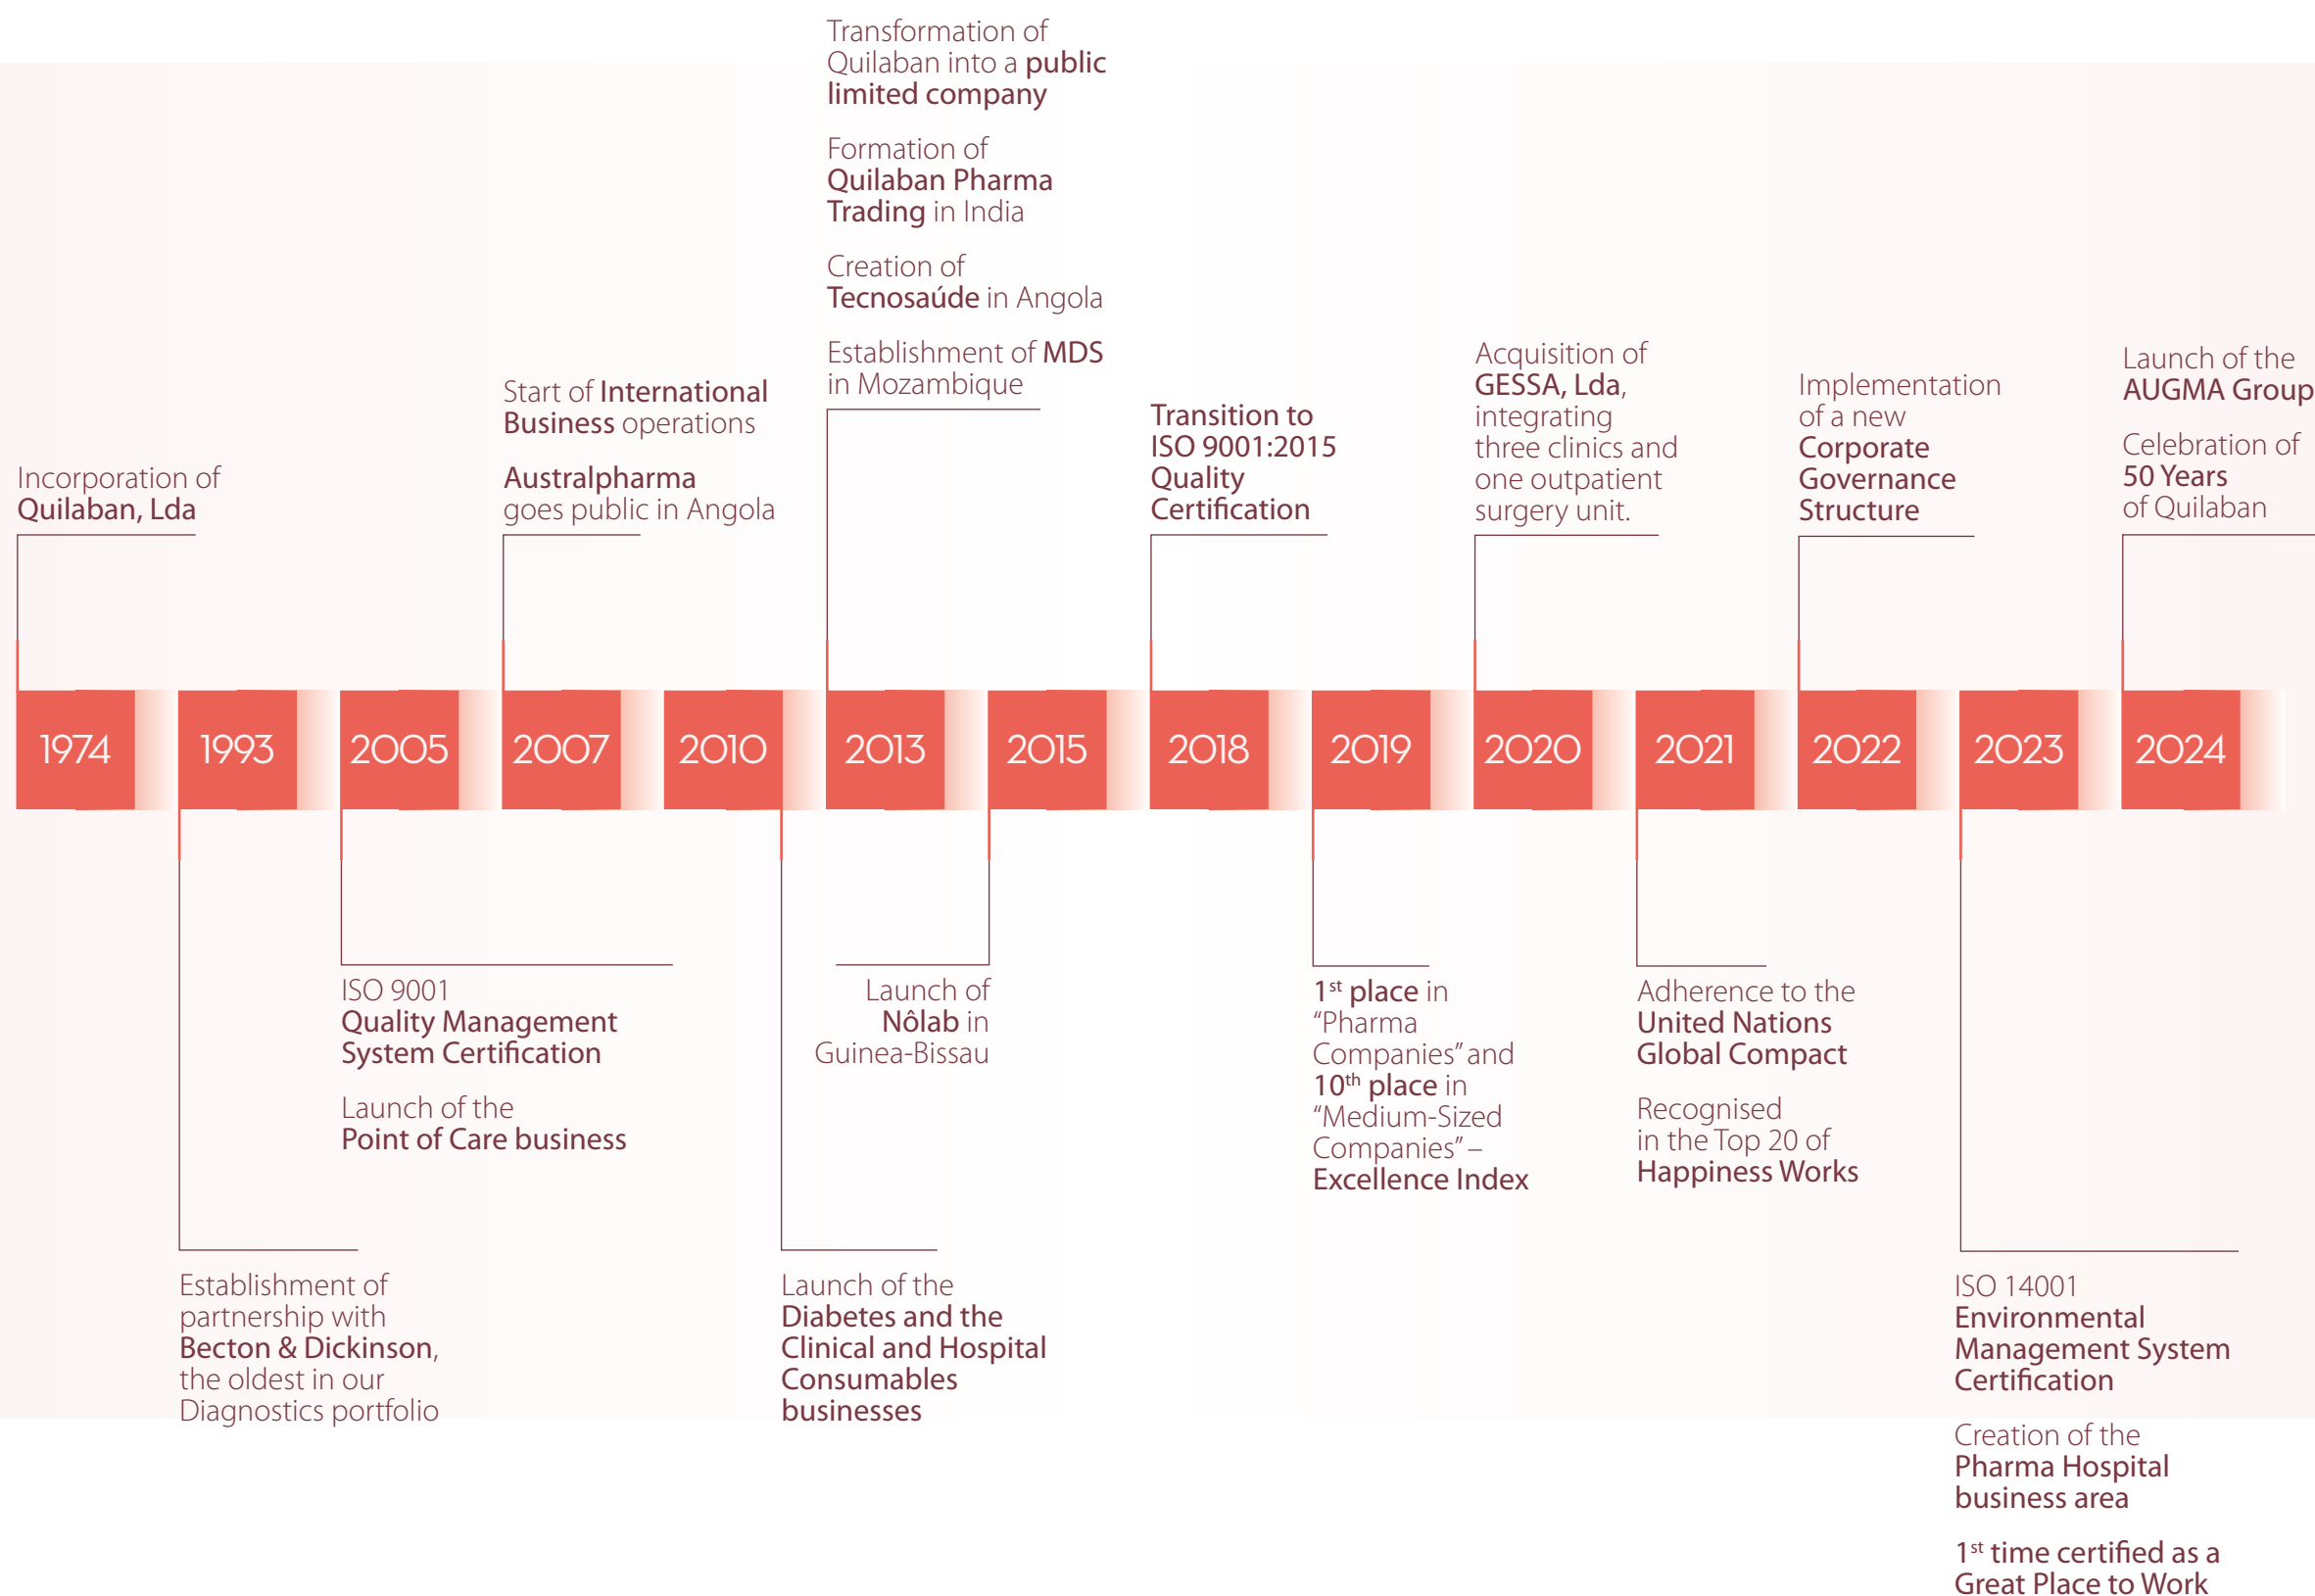 Transformation of
Quilaban into a public
limited company
Formation of
Quilaban Pharma
Trading in India
Creation of
Tecnosaúde in Angola
Establishment of MDS
in Mozambique
Incorporation of
Quilaban, Lda
Start of International
Business operations
Australpharma
goes public in Angola
Transition to
ISO 9001:2015
Quality
Certification
Acquisition of
GESSA, Lda,
integrating
three clinics and
one outpatient
surgery unit.
Implementation
of a new
Corporate
Governance
Structure
Launch of the
AUGMA Group
Celebration of
50 Years
of Quilaban
1974 1993 2005 2007 2010 2013 2015 2018 2019 2020 2021 2022 2023 2024
ISO 9001
Quality Management
System Certification
Launch of the
Point of Care business
Launch of
Nôlab in
Guinea-Bissau
1st place in
“Pharma
Companies” and
10th place in
“Medium-Sized
Companies” –
Excellence Index
Adherence to the
United Nations
Global Compact
Recognised
in the Top 20 of
Happiness Works
Establishment of
partnership with
Becton & Dickinson,
the oldest in our
Diagnostics portfolio
Launch of the
Diabetes and the
Clinical and Hospital
Consumables
businesses
ISO 14001
Environmental
Management System
Certification
Creation of the
Pharma Hospital
business area
1st time certified as a
Great Place to Work